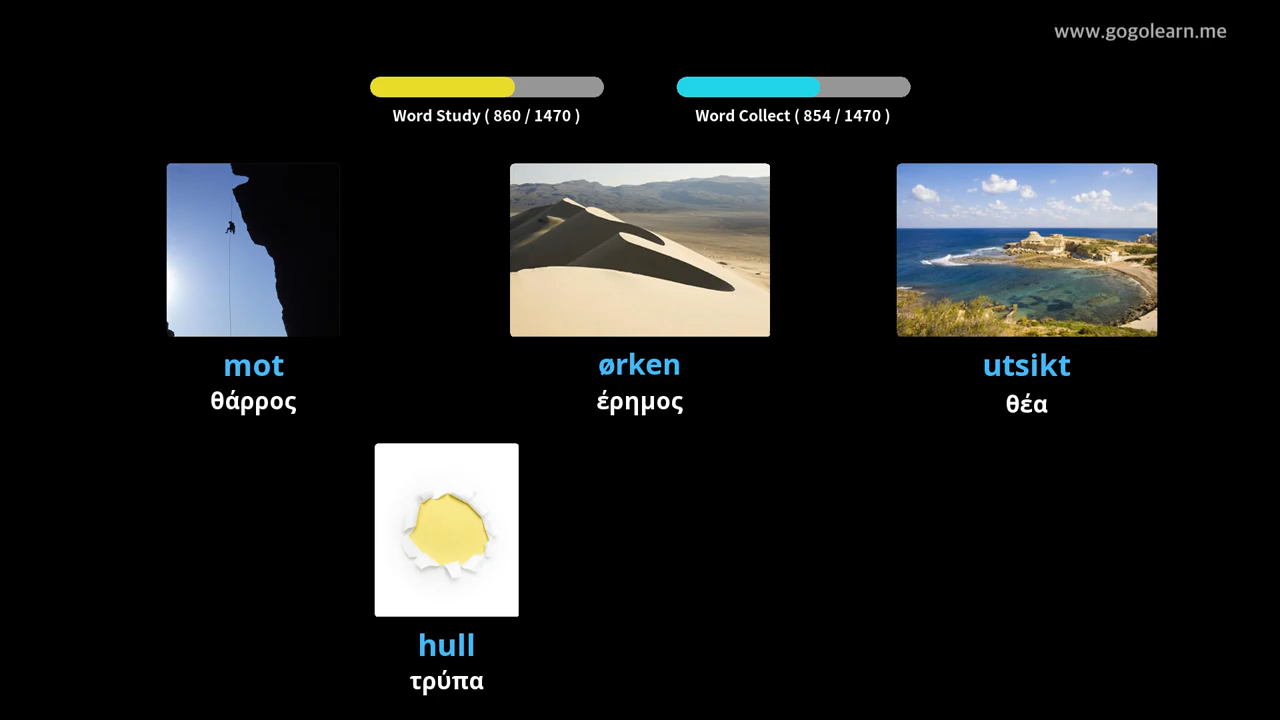 www.gogolearn.me
Word Study ( 860 / 1470 )
Word Collect ( 854 / 1470 )
mot
θάρρος
ørken
έρημος
utsikt
θέα
hull
τρύπα